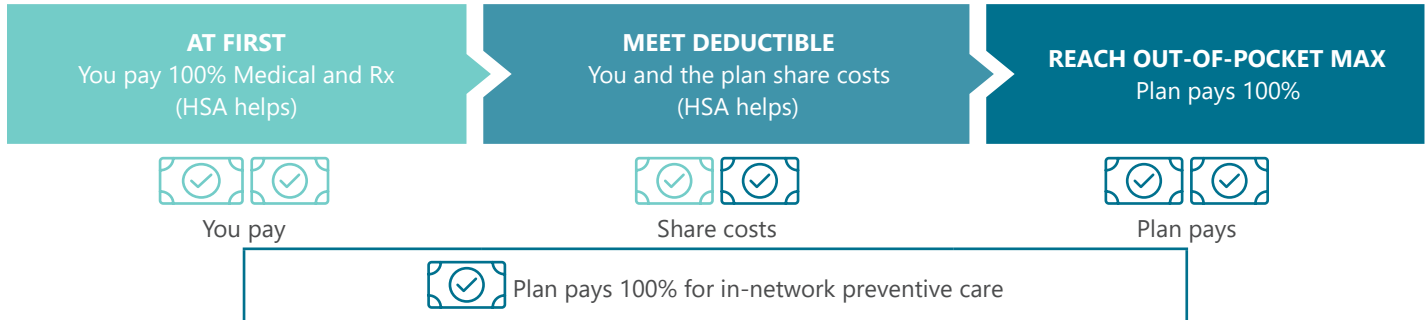 AT FIRST
You pay 100% Medical and Rx
(HSA helps)
MEET DEDUCTIBLE
You and the plan share costs
(HSA helps)
REACH OUT-OF-POCKET MAX
Plan pays 100%
You pay
Share costs
Plan pays
Plan pays 100% for in-network preventive care